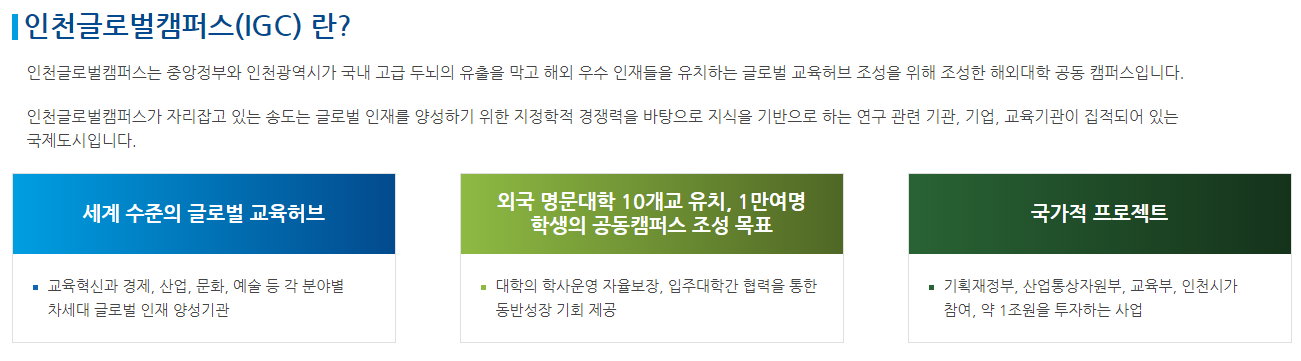 인천글로벌캠퍼스(IGC) 란?
인천글로벌캠퍼스는 중앙정부와 인천광역시가 국내 고급 두뇌의 유출을 막고 해외 우수 인재들을 유치하는 글로벌 교육허브 조성을 위해 조성한 해외대학 공동 캠퍼스입니다.
인천글로벌캠퍼스가 자리잡고 있는 송도는 글로벌 인재를 양성하기 위한 지정학적 경쟁력을 바탕으로 지식을 기반으로 하는 연구 관련 기관, 기업, 교육기관이 집적되어 있는
국제도시입니다.
세계 수준의 글로벌 교육허브
교육혁신과 경제, 산업, 문화, 예술 등 각 분야별
차세대 글로벌 인재 양성기관
외국 명문대학 10개교 유치, 1만여명
학생의 공동캠퍼스 조성 목표
대학의 학사운영 자율보장, 입주대학간 협력을 통한
동반성장 기회 제공
국가적 프로젝트
기획재정부, 산업통상자원부, 교육부, 인천시가
참여, 약 1조원을 투자하는 사업